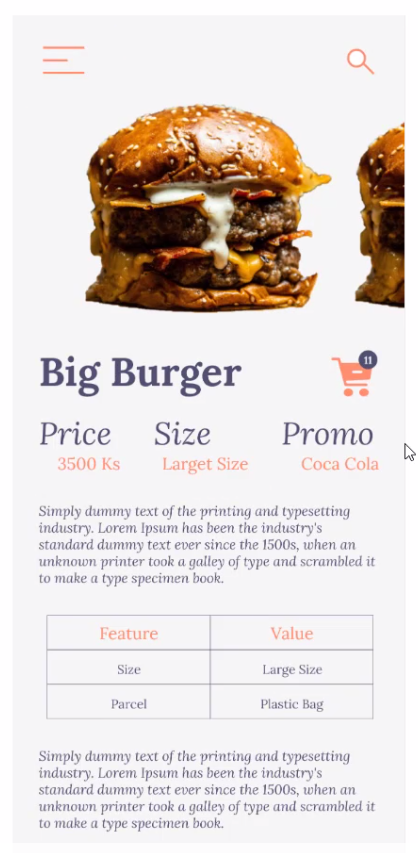 Big Burger
11
Price Size Promo
3500 Ks Larget Size Coca Cola
Simply dummy text of the printing and typesetting
industry. Lorem Ipsum has been the industry's
standard dummy text ever since the 1500s, when an
unknown printer took a galley of type and scrambled it
to make a type specimen book.
Feature Value
Size Large Size
Parcel Plastic Bag
Simply dummy text of the printing and typesetting
industry. Lorem Ipsum has been the industry's
standard dummy text ever since the 1500s, when an
unknown printer took a galley of type and scrambled it
to make a type specimen book.